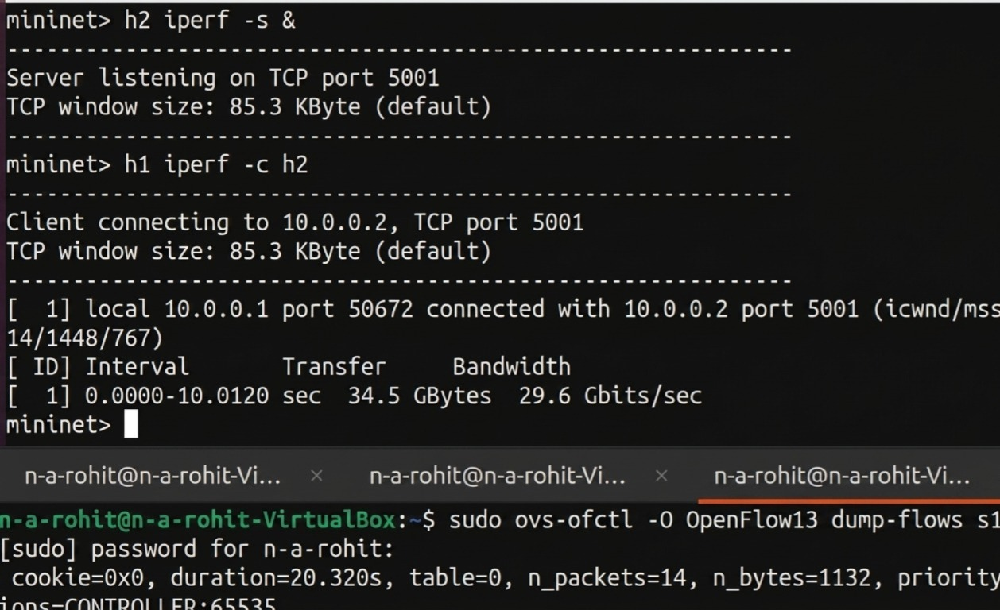 mininet> h2 iperf -s &
------------------------------------------------------------
Server listening on TCP port 5001
TCP window size: 85.3 KByte (default)
------------------------------------------------------------
mininet> h1 iperf -c h2
------------------------------------------------------------
Client connecting to 10.0.0.2, TCP port 5001
TCP window size: 85.3 KByte (default)
------------------------------------------------------------
[  1] local 10.0.0.1 port 50672 connected with 10.0.0.2 port 5001 (icwnd/mss
14/1448/767)
[ ID] Interval       Transfer     Bandwidth
[  1] 0.0000-10.0120 sec  34.5 GBytes  29.6 Gbits/sec
mininet>
n-a-rohit@n-a-rohit-Vi... × n-a-rohit@n-a-rohit-Vi... × n-a-rohit@n-a-rohit-Vi...
n-a-rohit@n-a-rohit-VirtualBox:~$ sudo ovs-ofctl -O OpenFlow13 dump-flows s1
[sudo] password for n-a-rohit:
 cookie=0x0, duration=20.320s, table=0, n_packets=14, n_bytes=1132, priority
ions=CONTROLLER:65535